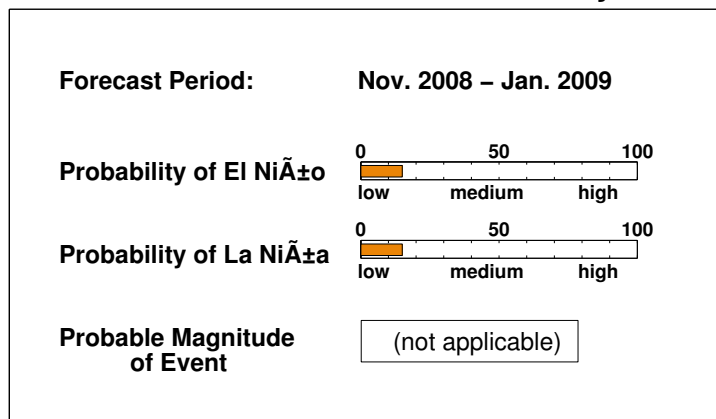 Forecast Period: Nov. 2008 – Jan. 2009
0 50 100
Probability of El NiÃ±o
low medium high
0 50 100
Probability of La NiÃ±a
low medium high
Probable Magnitude
of Event
(not applicable)